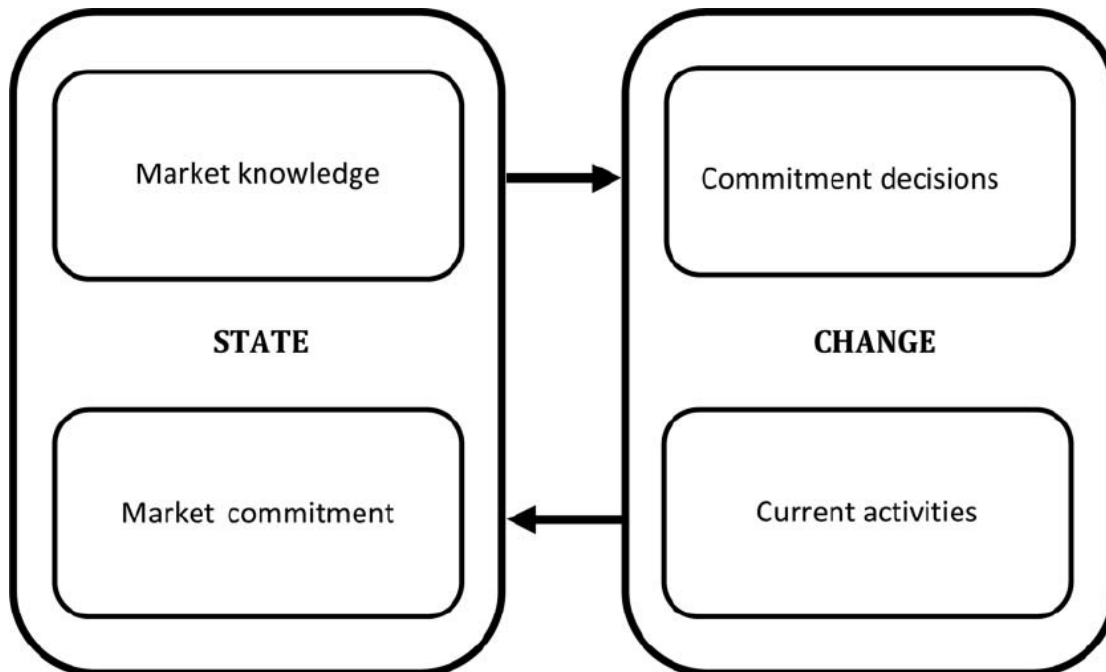 Market knowledge
Commitment decisions
STATE
CHANGE
Market commitment
Current activities